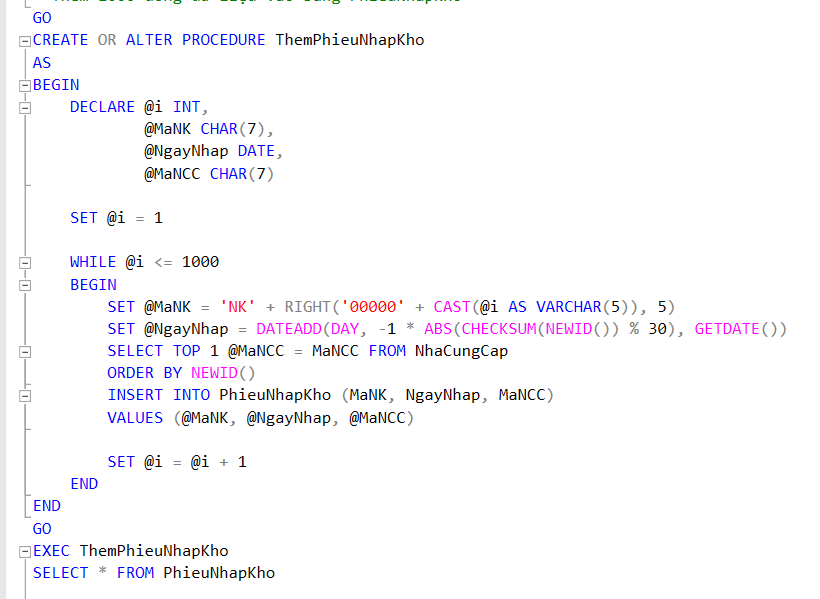 GO
CREATE OR ALTER PROCEDURE ThemPhieuNhapKho
AS
BEGIN
DECLARE @i INT,
@MaNK CHAR(7),
@NgayNhap DATE,
@MaNCC CHAR(7)
SET @i = 1
WHILE @i <= 1000
BEGIN
SET @MaNK = 'NK' + RIGHT('00000' + CAST(@i AS VARCHAR(5)), 5)
SET @NgayNhap = DATEADD(DAY, -1 * ABS(CHECKSUM(NEWID()) % 30), GETDATE())
SELECT TOP 1 @MaNCC = MaNCC FROM NhaCungCap
ORDER BY NEWID()
INSERT INTO PhieuNhapKho (MaNK, NgayNhap, MaNCC)
VALUES (@MaNK, @NgayNhap, @MaNCC)
SET @i = @i + 1
END
END
GO
EXEC ThemPhieuNhapKho
SELECT * FROM PhieuNhapKho